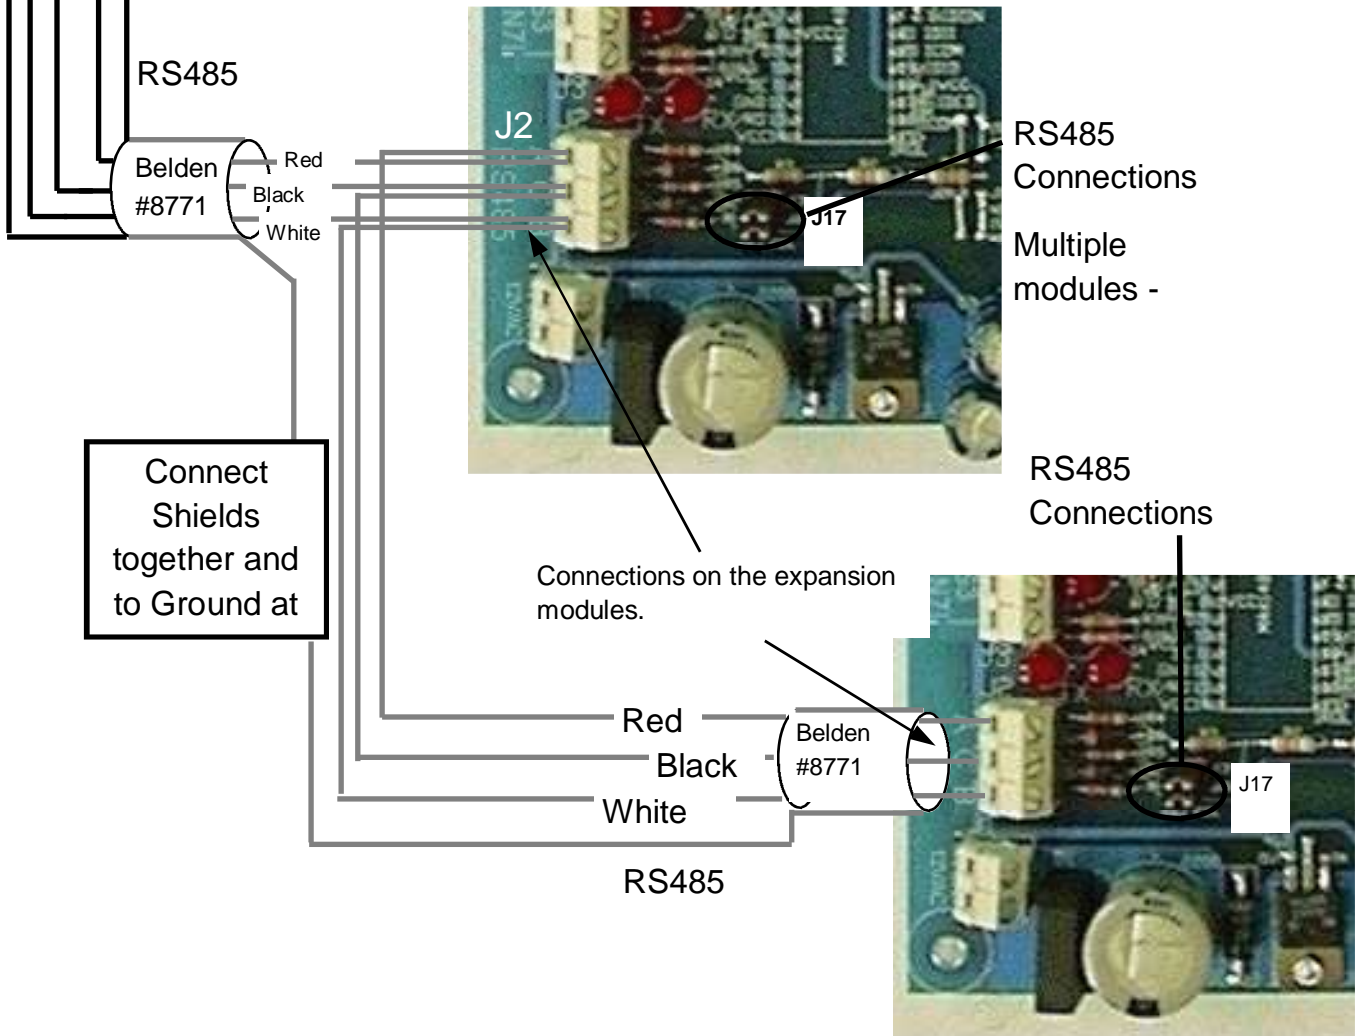 RS485
J2
Belden
#8771
Red
Black
White
RS485
Connections
J17
Multiple
modules -
Connect
Shields
together and
to Ground at
RS485
Connections
Connections on the expansion
modules.
Red
Black
White
Belden
#8771
J17
RS485